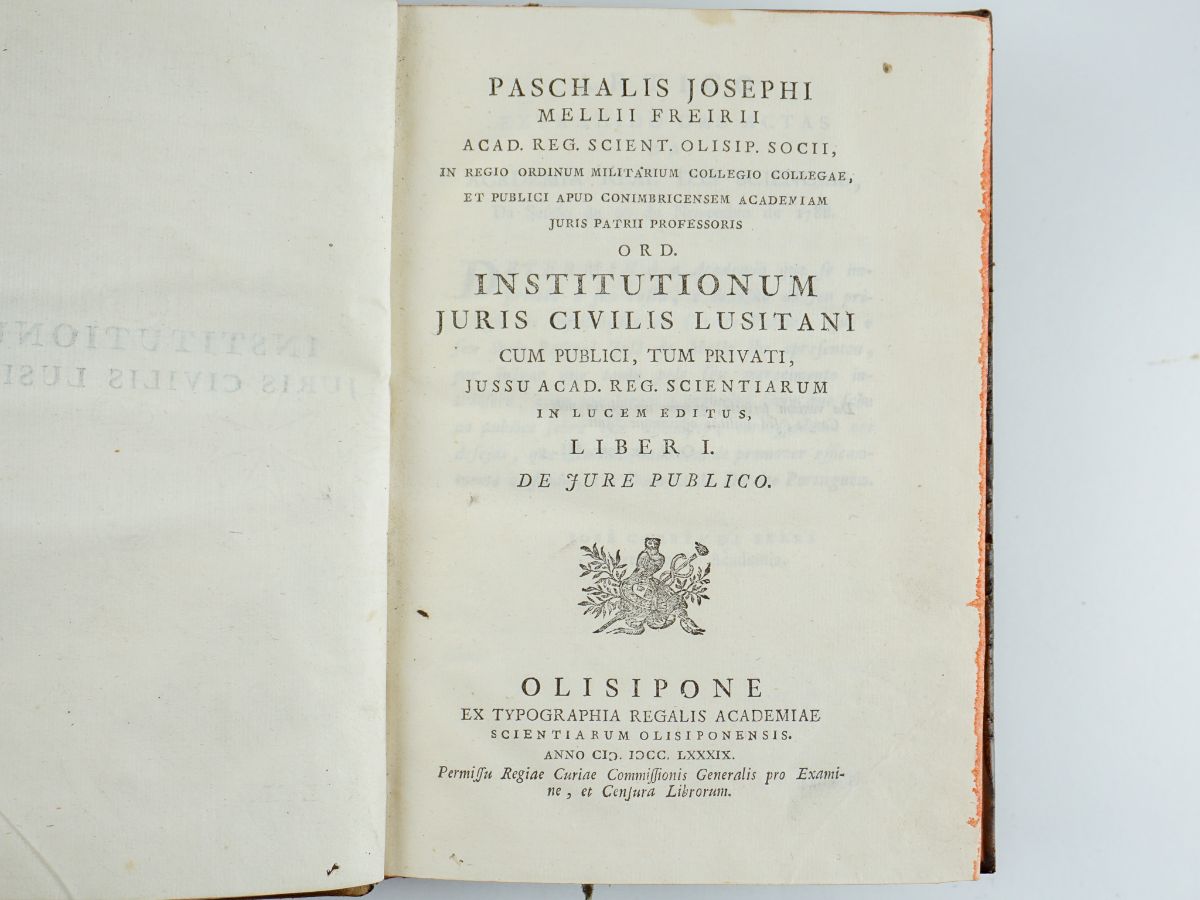 PASCHALIS JOSEPHI
MELLII FREIRII
ACAD. REG. SCIENT. OLISIP. SOCII,
IN REGIO ORDINUM MILITARIUM COLLEGIO COLLEGAE,
ET PUBLICI APUD CONIMBRICENSEM ACADEMIAM
JURIS PATRII PROFESSORIS
ORD.
INSTITUTIONUM
JURIS CIVILIS LUSITANI
CUM PUBLICI, TUM PRIVATI,
JUSSU ACAD. REG. SCIENTIARUM
IN LUCEM EDITUS,
LIBER I.
DE JURE PUBLICO.
OLISIPONE
EX TYPOGRAPHIA REGALIS ACADEMIAE
SCIENTIARUM OLISIPONENSIS.
ANNO CIↃ. IↃCC. LXXXIX.
Permiſſu Regiae Curiae Commiſſionis Generalis pro Exami-
ne, et Cenſura Librorum.